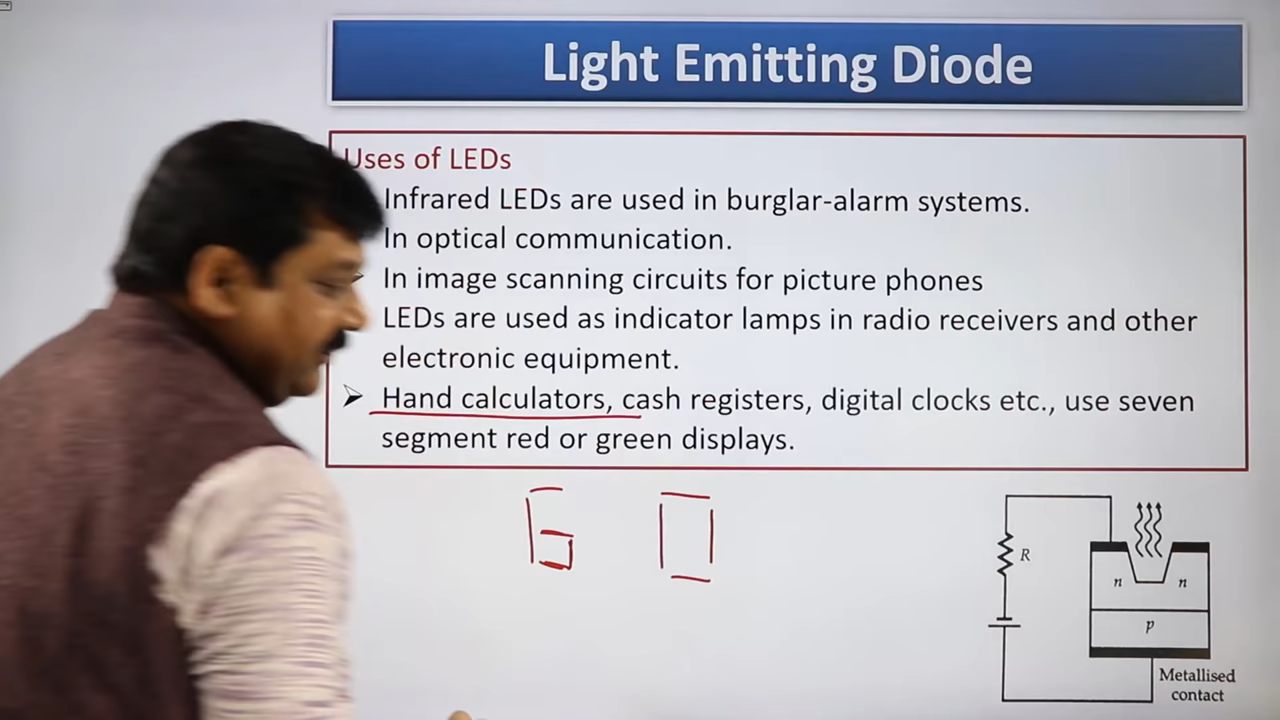 Light Emitting Diode
Uses of LEDs
Infrared LEDs are used in burglar-alarm systems.
In optical communication.
In image scanning circuits for picture phones
LEDs are used as indicator lamps in radio receivers and other
electronic equipment.
Hand calculators, cash registers, digital clocks etc., use seven
segment red or green displays.
6 0
R
n n
p
Metallised
contact